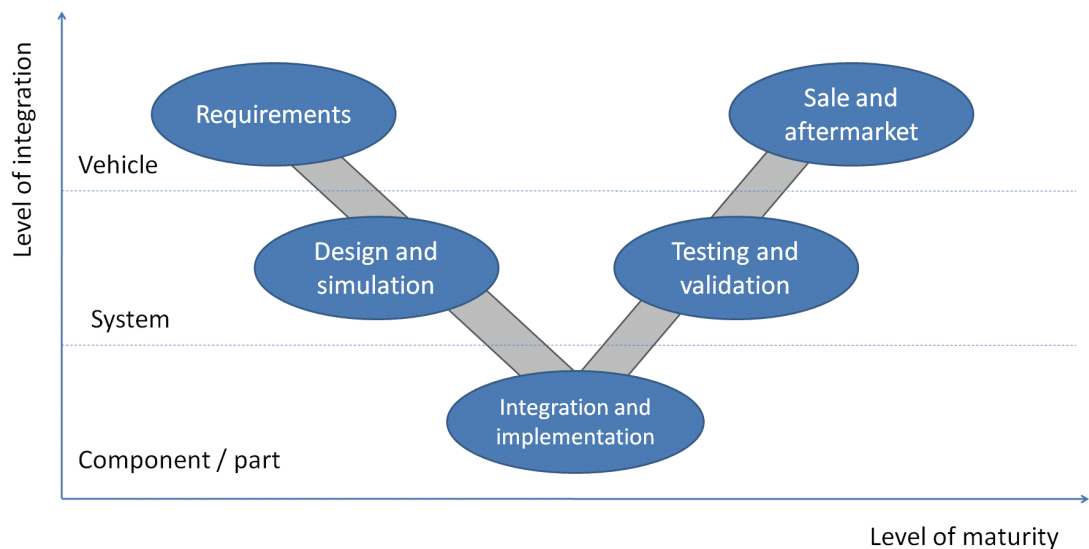 Level of integration
Requirements
Sale and
aftermarket
Vehicle
Design and
simulation
Testing and
validation
System
Integration and
implementation
Component / part
Level of maturity